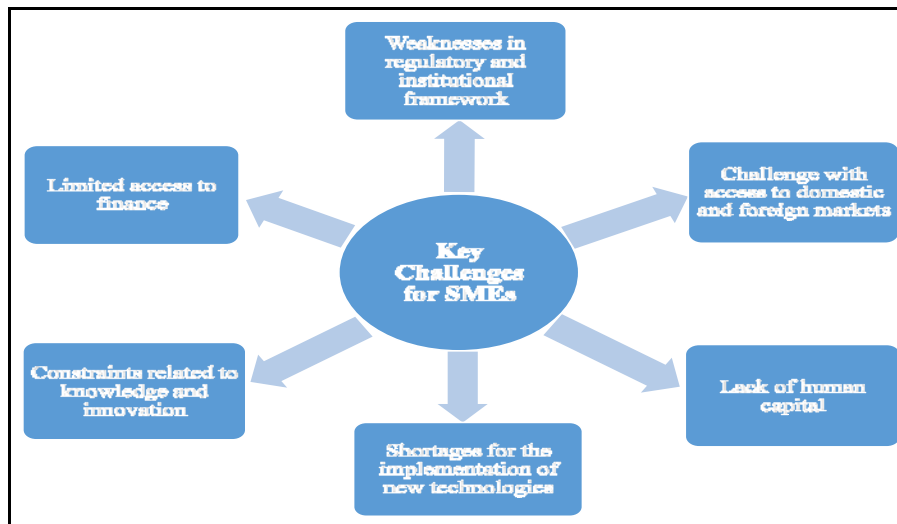 Weaknesses in
regulatory and
institutional
framework
Limited access to
finance
Challenge with
access to domestic
and foreign markets
Key
Challenges
for SMEs
Constraints related to
knowledge and
innovation
Lack of human
capital
Shortages for the
implementation of
new technologies